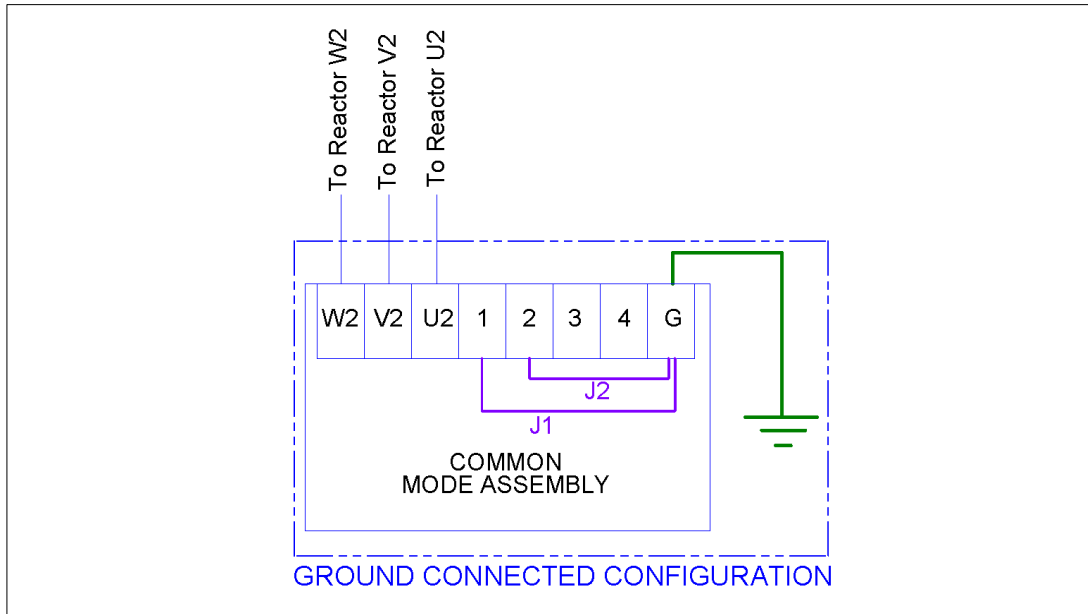 To Reactor W2
To Reactor V2
To Reactor U2
W2 V2 U2 1 2 3 4 G
J2
J1
COMMON
MODE ASSEMBLY
GROUND CONNECTED CONFIGURATION